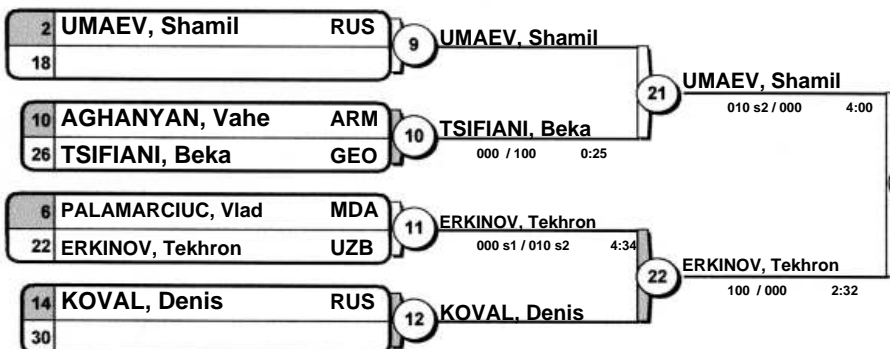 2 UMAEV, Shamil RUS
18
9
UMAEV, Shamil
10 AGHANYAN, Vahe ARM
26 TSIFIANI, Beka GEO
10
TSIFIANI, Beka
000 / 100 0:25
21
UMAEV, Shamil
010 s2 / 000 4:00
6 PALAMARCIUC, Vlad MDA
22 ERKINOV, Tekhron UZB
11
ERKINOV, Tekhron
000 s1 / 010 s2 4:34
14 KOVAL, Denis RUS
30
12
KOVAL, Denis
22
ERKINOV, Tekhron
100 / 000 2:32